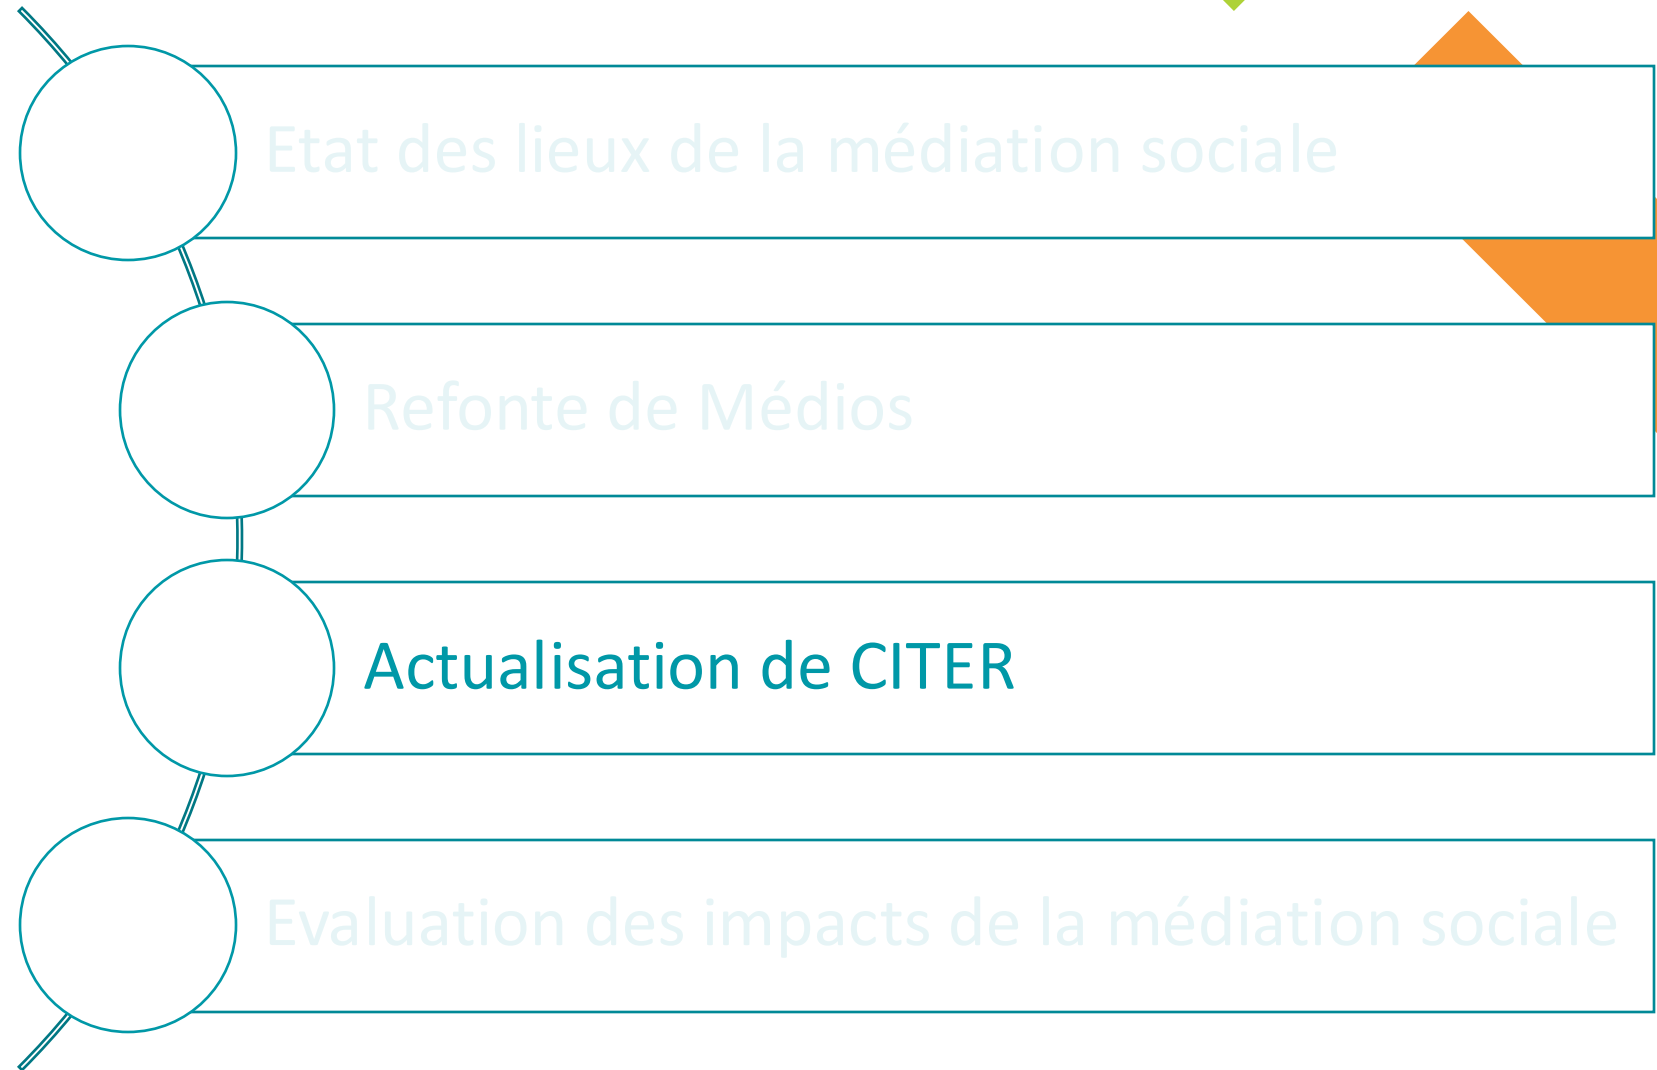 Etat des lieux de la médiation sociale
Refonte de Médios
Actualisation de CITER
Evaluation des impacts de la médiation sociale